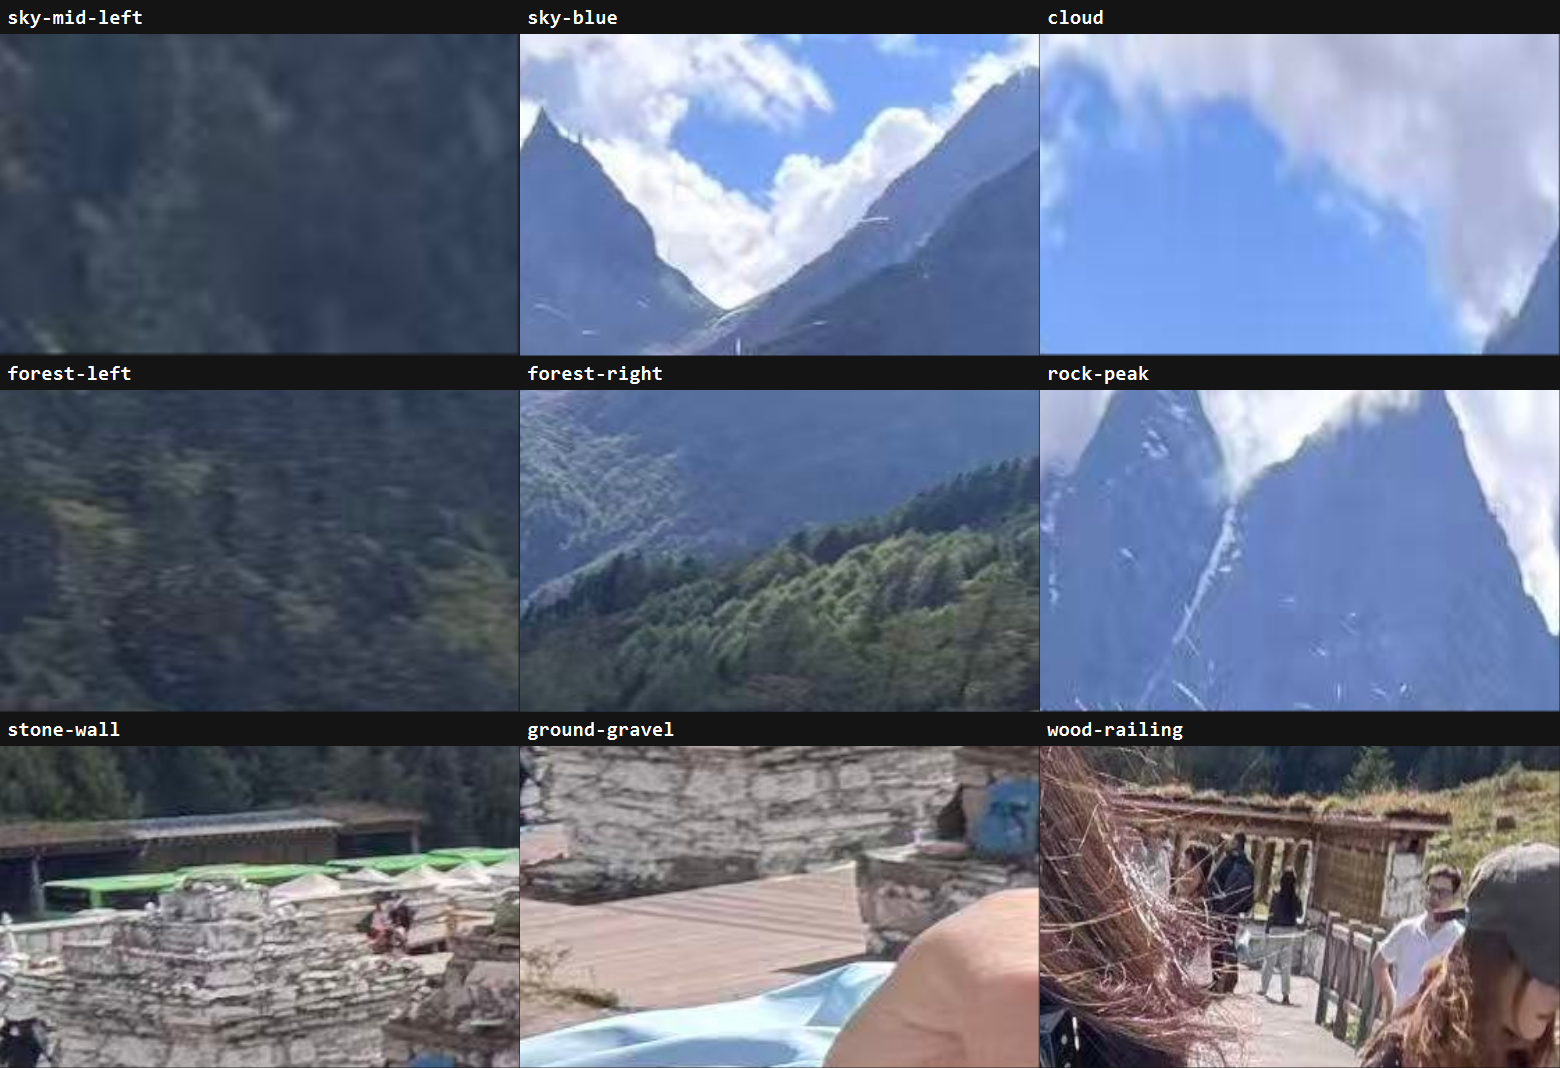 sky-mid-left
sky-blue
cloud
forest-left
forest-right
rock-peak
stone-wall
ground-gravel
wood-railing